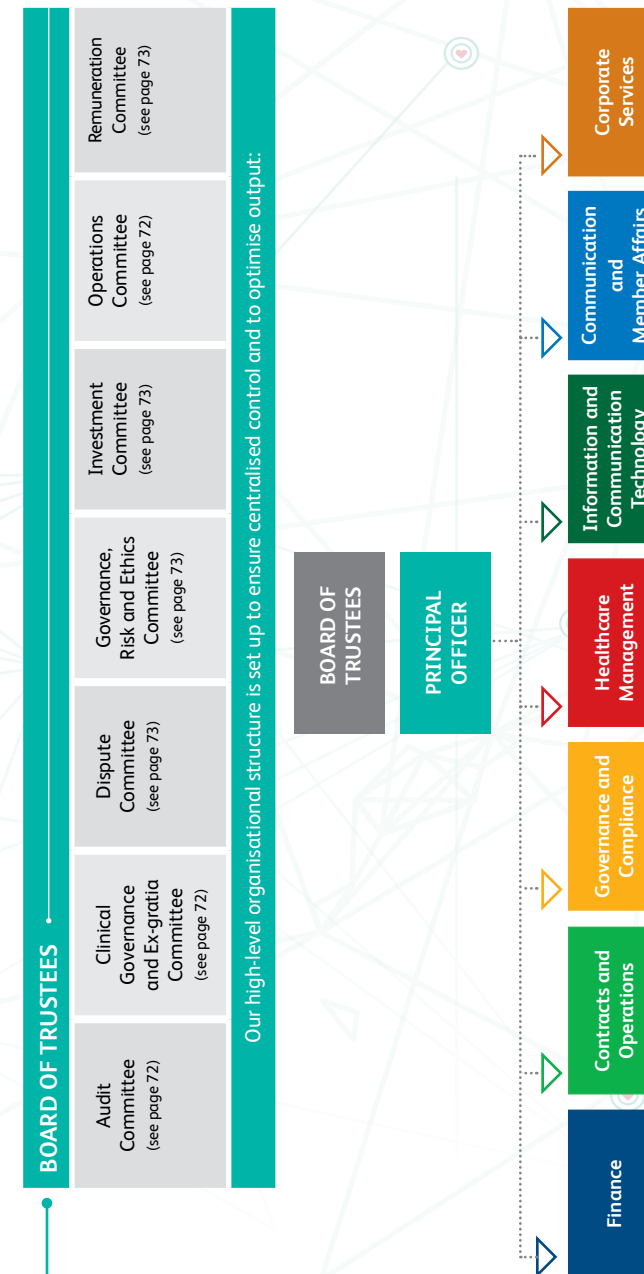 BOARD OF TRUSTEES
Audit
Committee
(see page 72)
Clinical
Governance
and Ex-gratia
Committee
(see page 72)
Dispute
Committee
(see page 73)
Governance,
Risk and Ethics
Committee
(see page 73)
Investment
Committee
(see page 73)
Operations
Committee
(see page 72)
Remuneration
Committee
(see page 73)
Our high-level organisational structure is set up to ensure centralised control and to optimise output:
BOARD OF
TRUSTEES
PRINCIPAL
OFFICER
Finance
Contracts and
Operations
Governance and
Compliance
Healthcare
Management
Information and
Communication
Technology
Communication
and
Member Affairs
Corporate
Services